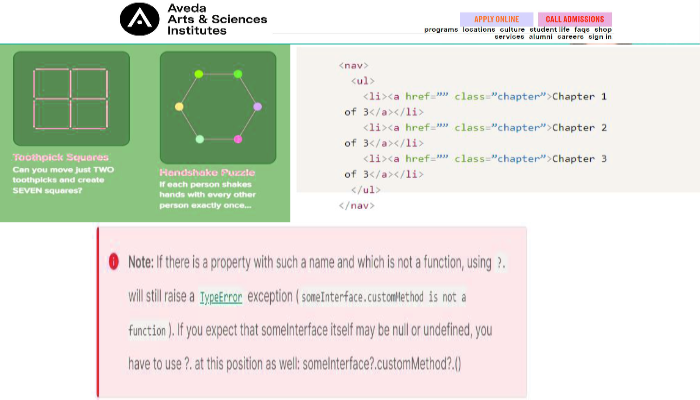 Aveda
Arts & Sciences
Institutes
APPLY ONLINE
CALL ADMISSIONS
programs locations culture student life faqs shop
services alumni careers sign in
Toothpick Squares
Can you move just TWO
toothpicks and create
SEVEN squares?
Handshake Puzzle
If each person shakes
hands with every other
person exactly once...
<nav>
<ul>
<li><a href=”” class=”chapter”>Chapter 1
of 3</a></li>
<li><a href=”” class=”chapter”>Chapter 2
of 3</a></li>
<li><a href=”” class=”chapter”>Chapter 3
of 3</a></li>
</ul>
</nav>
Note: If there is a property with such a name and which is not a function, using ?.
will still raise a TypeError exception ( someInterface.customMethod is not a
function ). If you expect that someInterface itself may be null or undefined, you
have to use ?. at this position as well: someInterface?.customMethod?.()